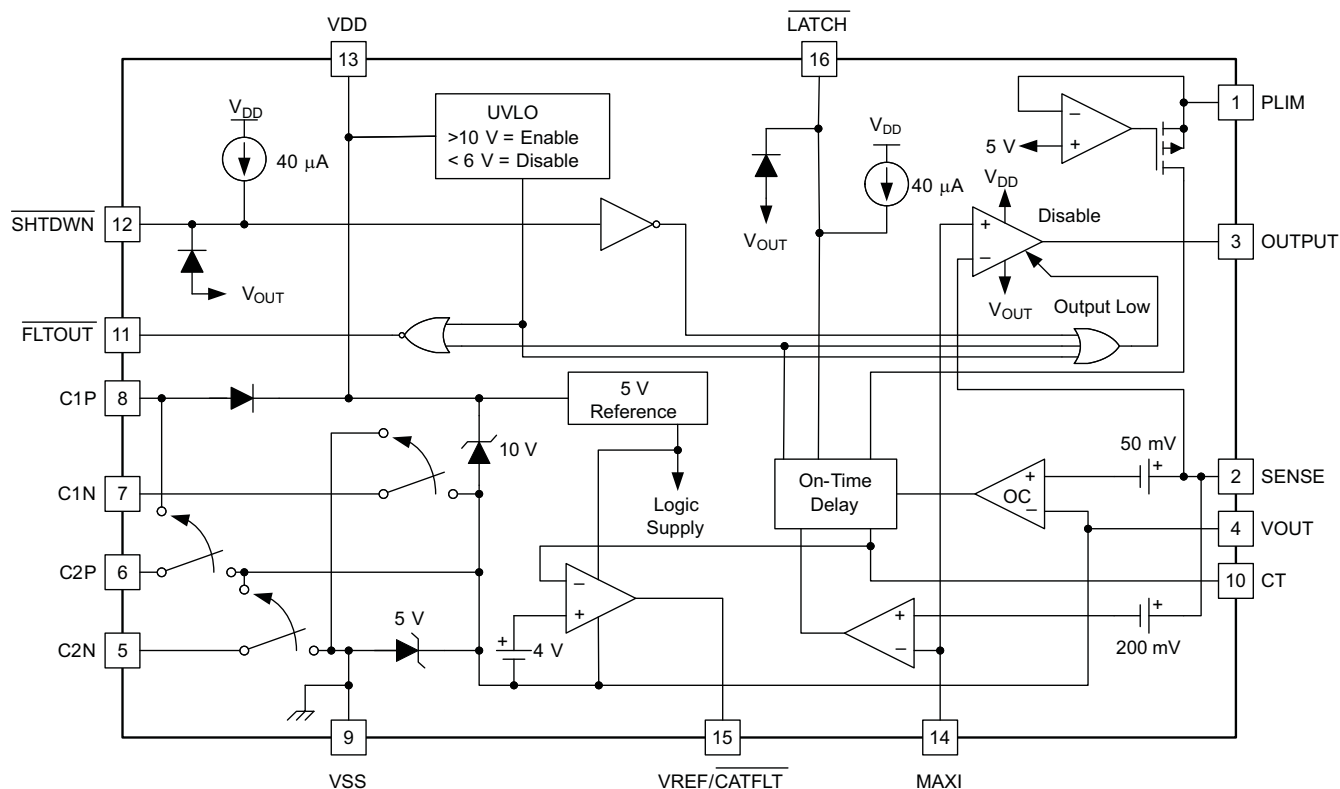 VDD
LATCH
13
16
UVLO
>10 V = Enable
< 6 V = Disable
VDD
40 μA
VDD
40 μA
5 V
−
+
1
PLIM
SHTDWN
12
VOUT
VOUT
VDD
Disable
+
−
VOUT
Output Low
3
OUTPUT
FLTOUT
11
C1P
8
5 V
Reference
10 V
50 mV
+
C1N
7
Logic
Supply
On-Time
Delay
+
OC
−
2
SENSE
4
VOUT
C2P
6
−
+
10
CT
C2N
5
5 V
+
4 V
+
−
+
200 mV
9
15
14
VSS
VREF/CATFLT
MAXI